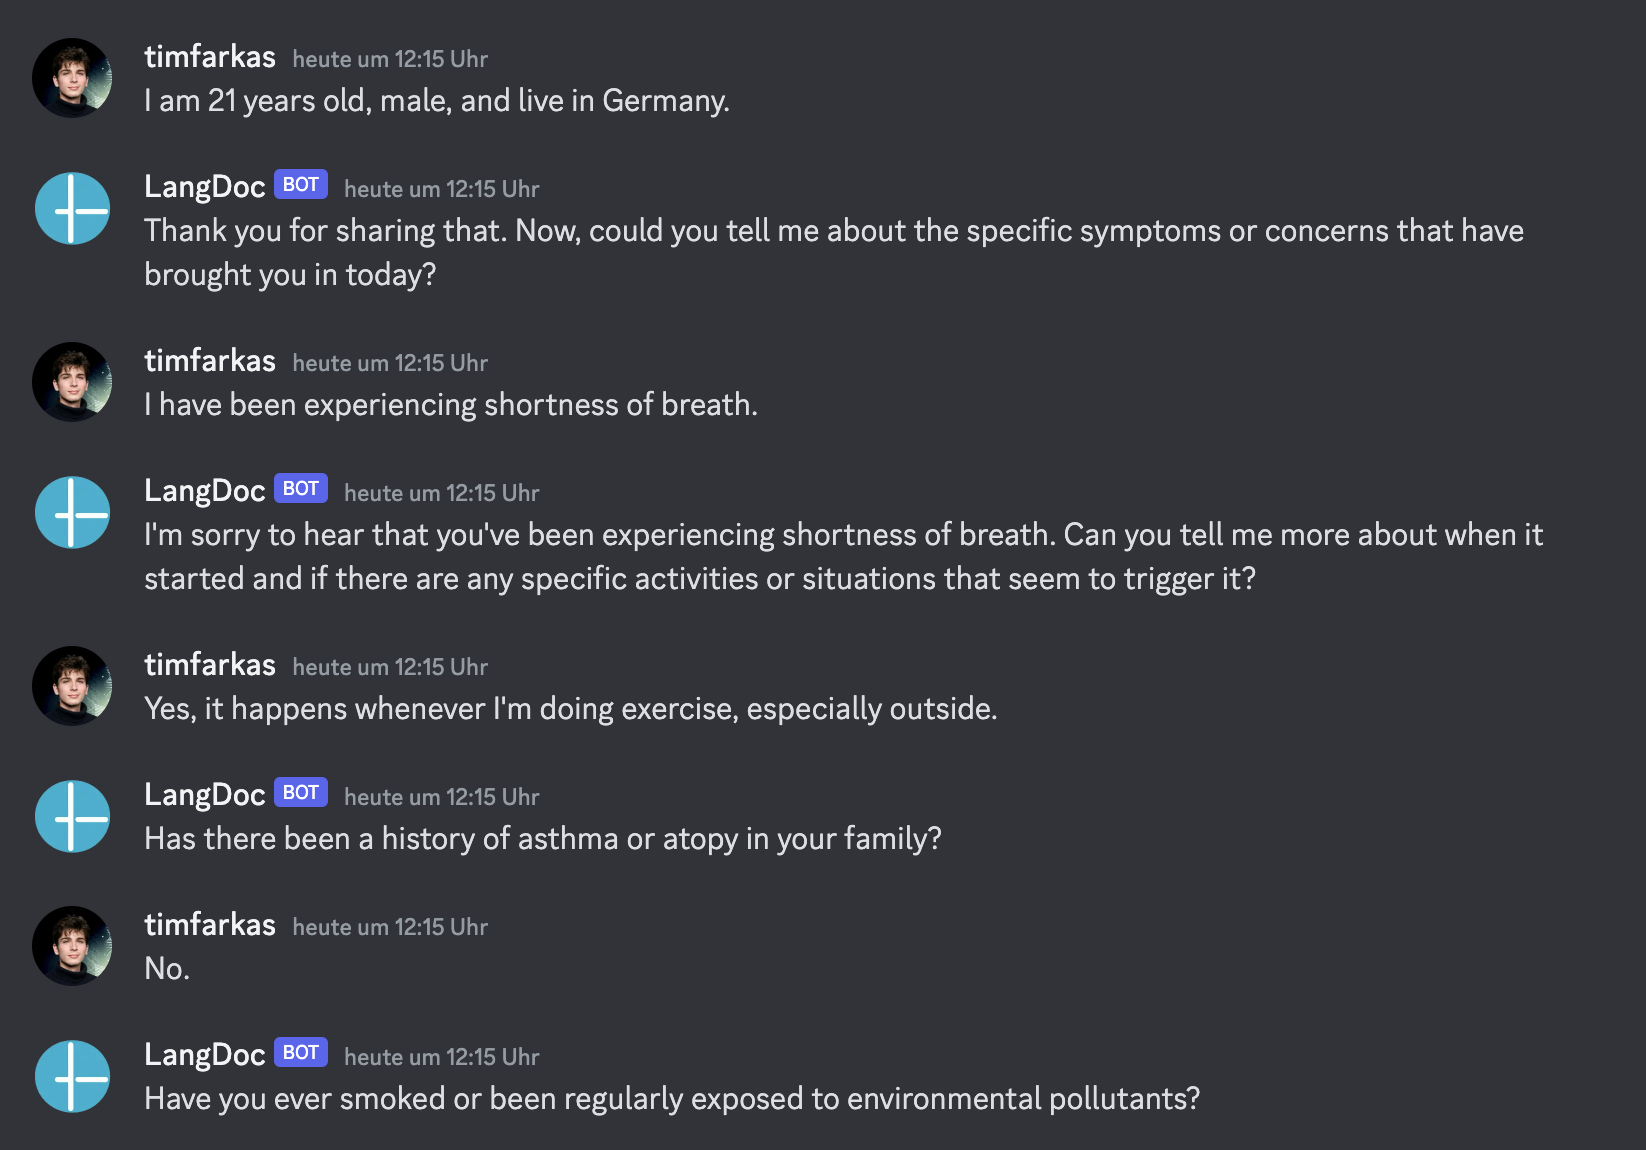 timfarkas heute um 12:15 Uhr
I am 21 years old, male, and live in Germany.
LangDoc BOT heute um 12:15 Uhr
Thank you for sharing that. Now, could you tell me about the specific symptoms or concerns that have
brought you in today?
timfarkas heute um 12:15 Uhr
I have been experiencing shortness of breath.
LangDoc BOT heute um 12:15 Uhr
I'm sorry to hear that you've been experiencing shortness of breath. Can you tell me more about when it
started and if there are any specific activities or situations that seem to trigger it?
timfarkas heute um 12:15 Uhr
Yes, it happens whenever I'm doing exercise, especially outside.
LangDoc BOT heute um 12:15 Uhr
Has there been a history of asthma or atopy in your family?
timfarkas heute um 12:15 Uhr
No.
LangDoc BOT heute um 12:15 Uhr
Have you ever smoked or been regularly exposed to environmental pollutants?